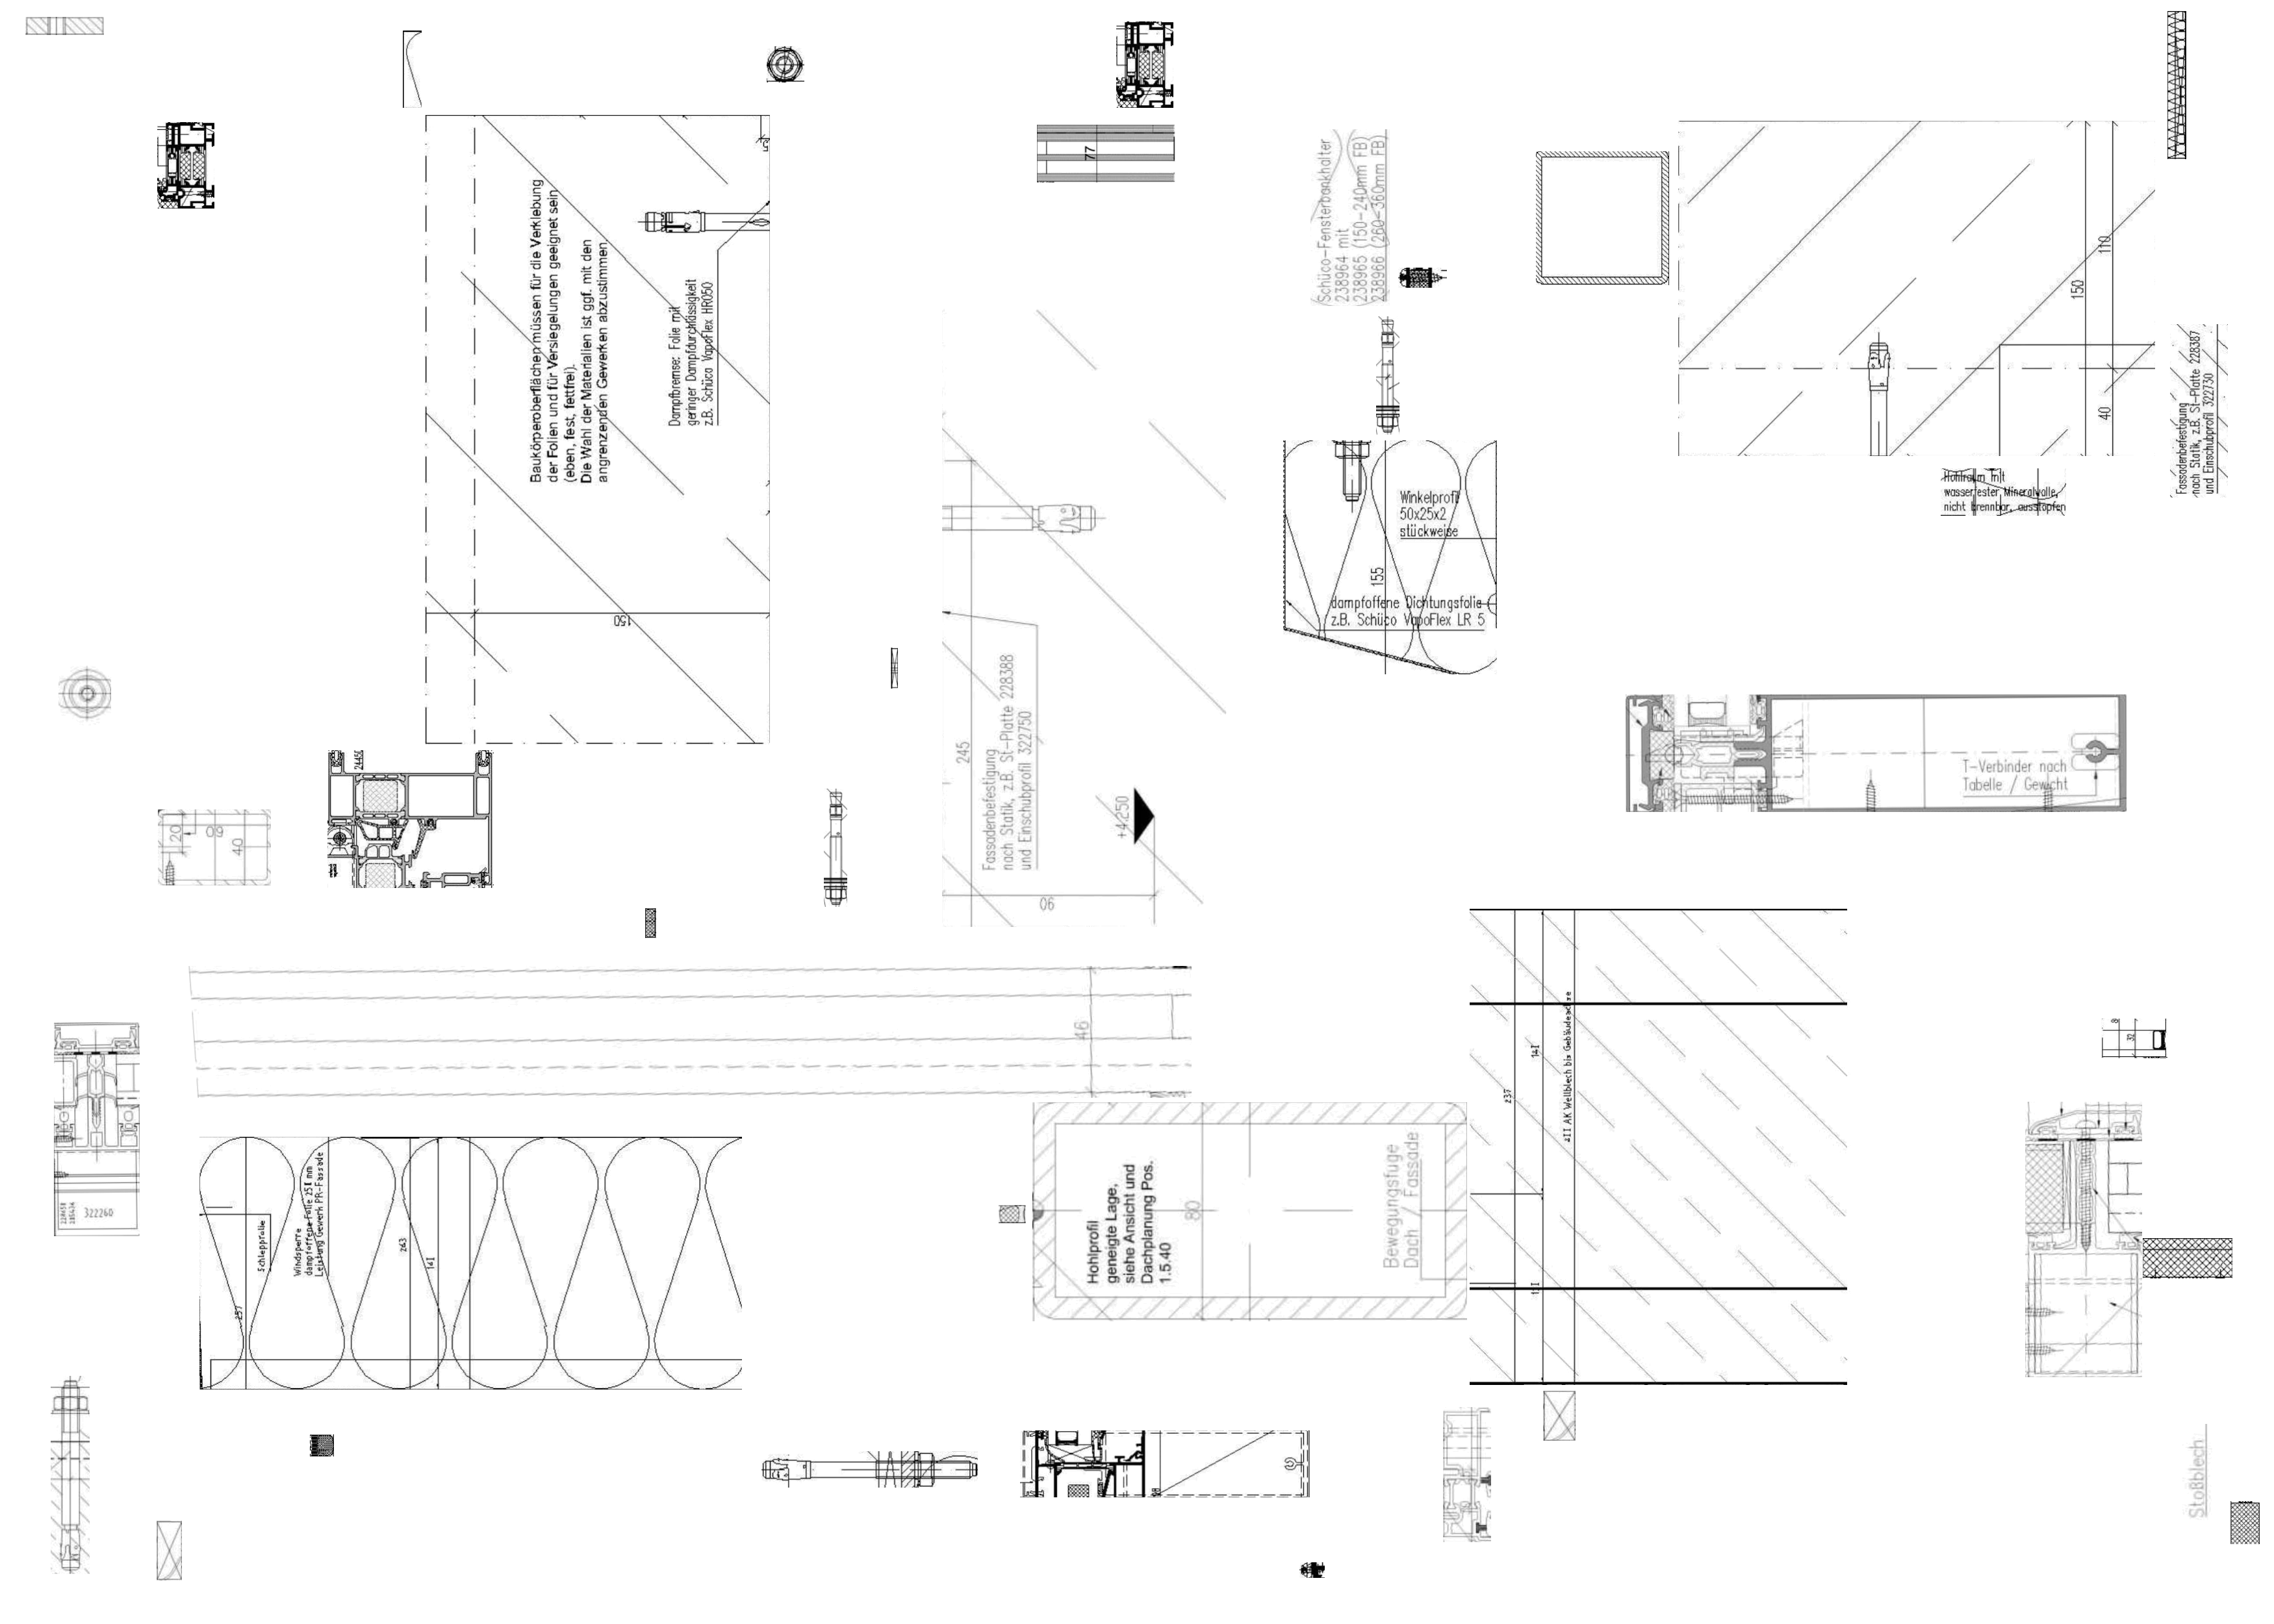 77
(Schüco-Fensterbankhalter
238964 mit
(238965 (150-240mm FB)
238966 (260-360mm FB)
Baukörperoberflächen müssen für die Verklebung
der Folien und für Versiegelungen geeignet sein
(eben, fest, fettfrei).
Die Wahl der Materialien ist ggf. mit den
angrenzenden Gewerken abzustimmen
Dampfbremse: Folie mit
geringer Dampfdurchlässigkeit
z.B. Schüco VapoFlex HR050
150
110
150
40
Fassadenbefestigung
nach Statik, z.B. St-Platte 228387
und Einschubprofil 322730
Hohlraum mit
wasserfester Mineralwolle,
nicht brennbar, ausstopfen
Winkelprofil
50x25x2
stückweise
155
dampfoffene Dichtungsfolie
z.B. Schüco VapoFlex LR 5
245
Fassadenbefestigung
nach Statik, z.B. St-Platte 228388
und Einschubprofil 322750
+4.250
90
T-Verbinder nach
Tabelle / Gewicht
20
60
40
46
237
141
411 AK Wellblech bis Gebäudeachse
131
8
32
322260
Schleppfolie
Windsperre
dampfoffene Folie 251 mm
Leistung Gewerk PR-Fassade
263
141
257
Hohlprofil
geneigte Lage,
siehe Ansicht und
Dachplanung Pos.
1.5.40
80
Bewegungsfuge
Dach / Fassade
Stoßblech